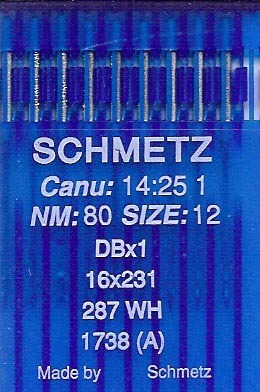 SCHMETZ
Canu: 14:25 1
NM: 80 SIZE: 12
DBx1
16x231
287 WH
1738 (A)
Made by Schmetz